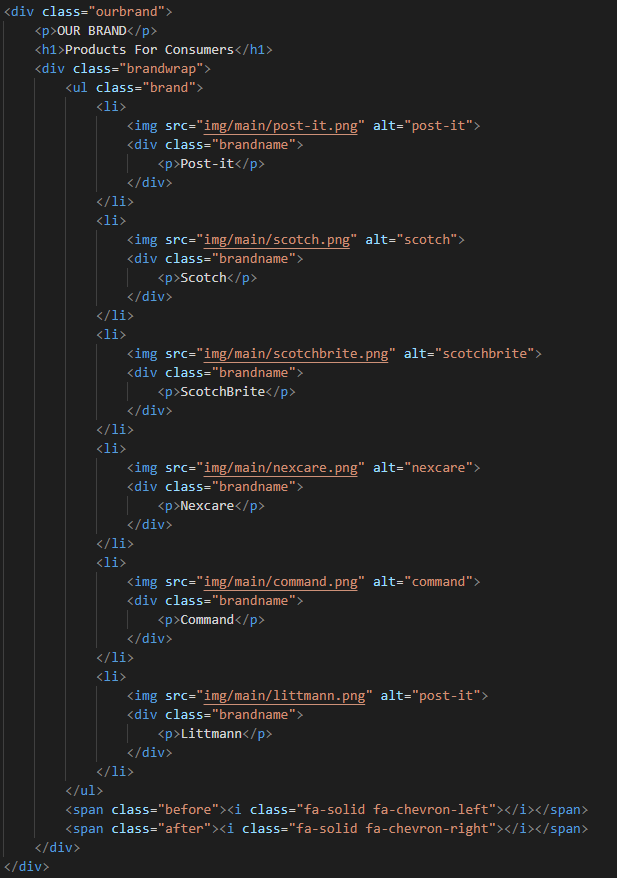 <div class="ourbrand">
    <p>OUR BRAND</p>
    <h1>Products For Consumers</h1>
    <div class="brandwrap">
        <ul class="brand">
            <li>
                <img src="img/main/post-it.png" alt="post-it">
                <div class="brandname">
                    <p>Post-it</p>
                </div>
            </li>
            <li>
                <img src="img/main/scotch.png" alt="scotch">
                <div class="brandname">
                    <p>Scotch</p>
                </div>
            </li>
            <li>
                <img src="img/main/scotchbrite.png" alt="scotchbrite">
                <div class="brandname">
                    <p>ScotchBrite</p>
                </div>
            </li>
            <li>
                <img src="img/main/nexcare.png" alt="nexcare">
                <div class="brandname">
                    <p>Nexcare</p>
                </div>
            </li>
            <li>
                <img src="img/main/command.png" alt="command">
                <div class="brandname">
                    <p>Command</p>
                </div>
            </li>
            <li>
                <img src="img/main/littmann.png" alt="post-it">
                <div class="brandname">
                    <p>Littmann</p>
                </div>
            </li>
        </ul>
        <span class="before"><i class="fa-solid fa-chevron-left"></i></span>
        <span class="after"><i class="fa-solid fa-chevron-right"></i></span>
    </div>
</div>